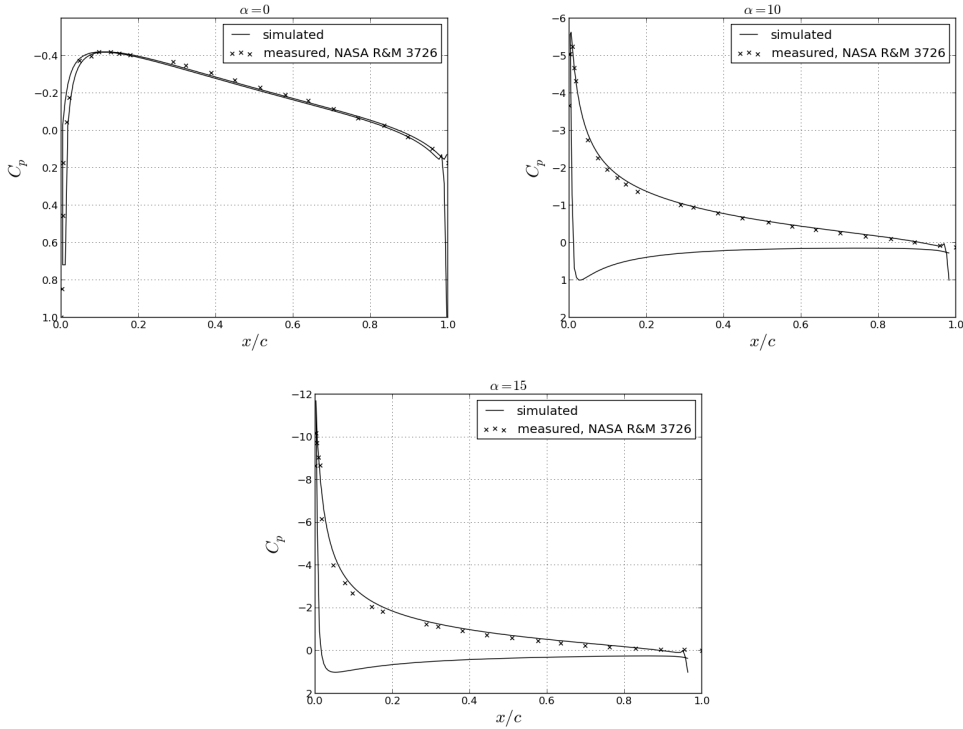 α=0
simulated
measured, NASA R&M 3726
−0.4
−0.2
0.0
0.2
0.4
0.6
0.8
1.0
C_p
0.0 0.2 0.4 0.6 0.8 1.0
x/c
α=10
simulated
measured, NASA R&M 3726
−6
−5
−4
−3
−2
−1
0
1
2
C_p
0.0 0.2 0.4 0.6 0.8 1.0
x/c
α=15
simulated
measured, NASA R&M 3726
−12
−10
−8
−6
−4
−2
0
2
C_p
0.0 0.2 0.4 0.6 0.8 1.0
x/c